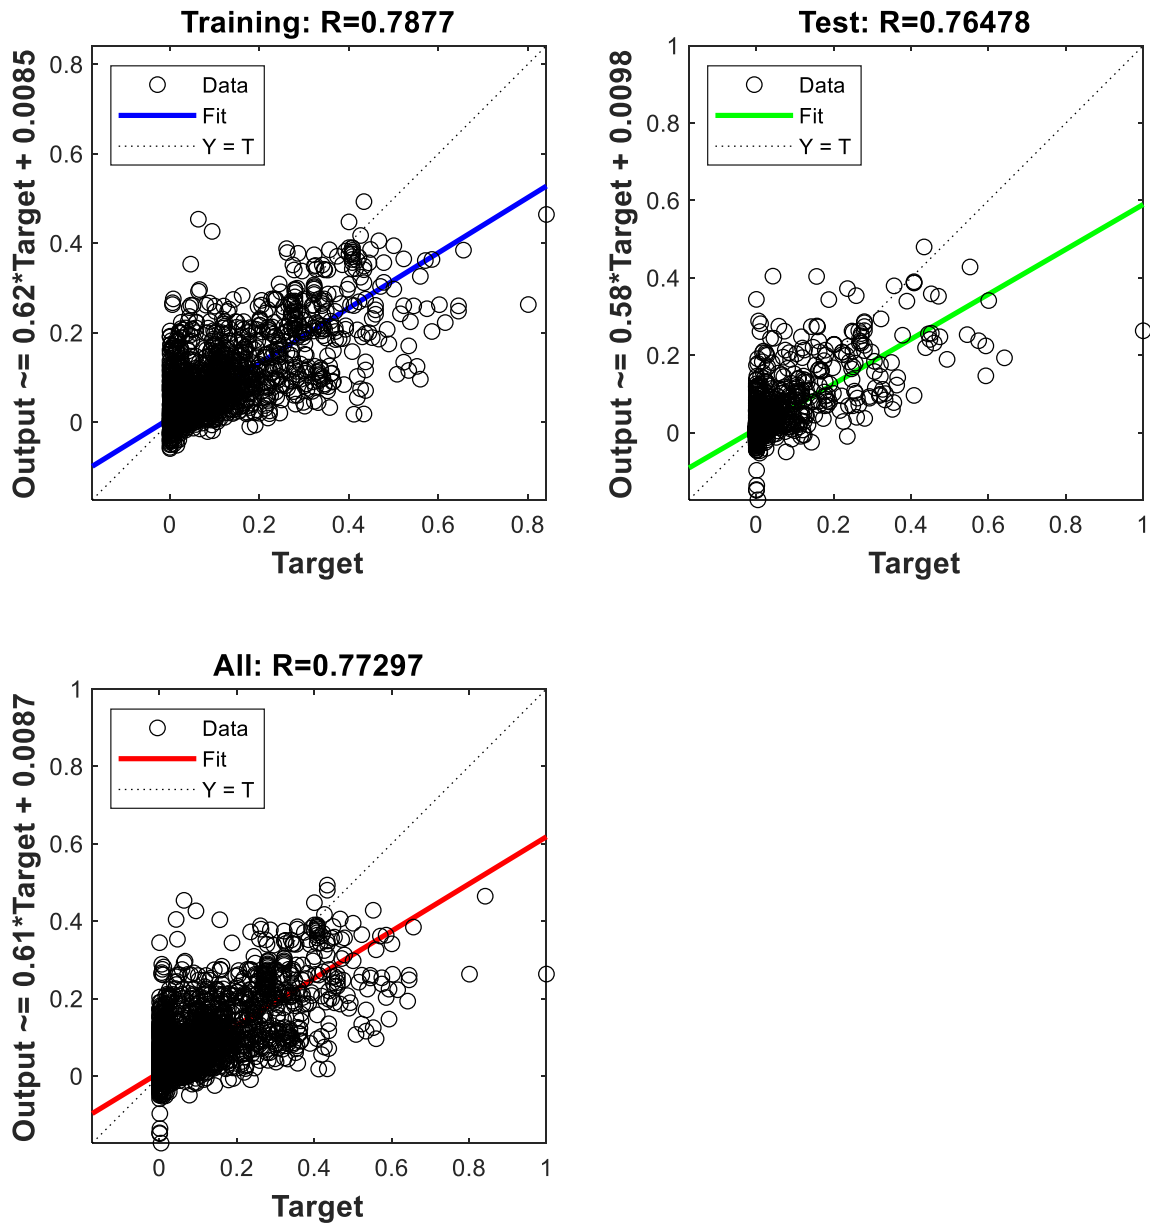 Training: R=0.7877
Output ~= 0.62*Target + 0.0085
0.8
0.6
0.4
0.2
0
Data
Fit
Y = T
0 0.2 0.4 0.6 0.8
Target
Test: R=0.76478
Output ~= 0.58*Target + 0.0098
1
0.8
0.6
0.4
0.2
0
Data
Fit
Y = T
0 0.2 0.4 0.6 0.8 1
Target
All: R=0.77297
Output ~= 0.61*Target + 0.0087
1
0.8
0.6
0.4
0.2
0
Data
Fit
Y = T
0 0.2 0.4 0.6 0.8 1
Target